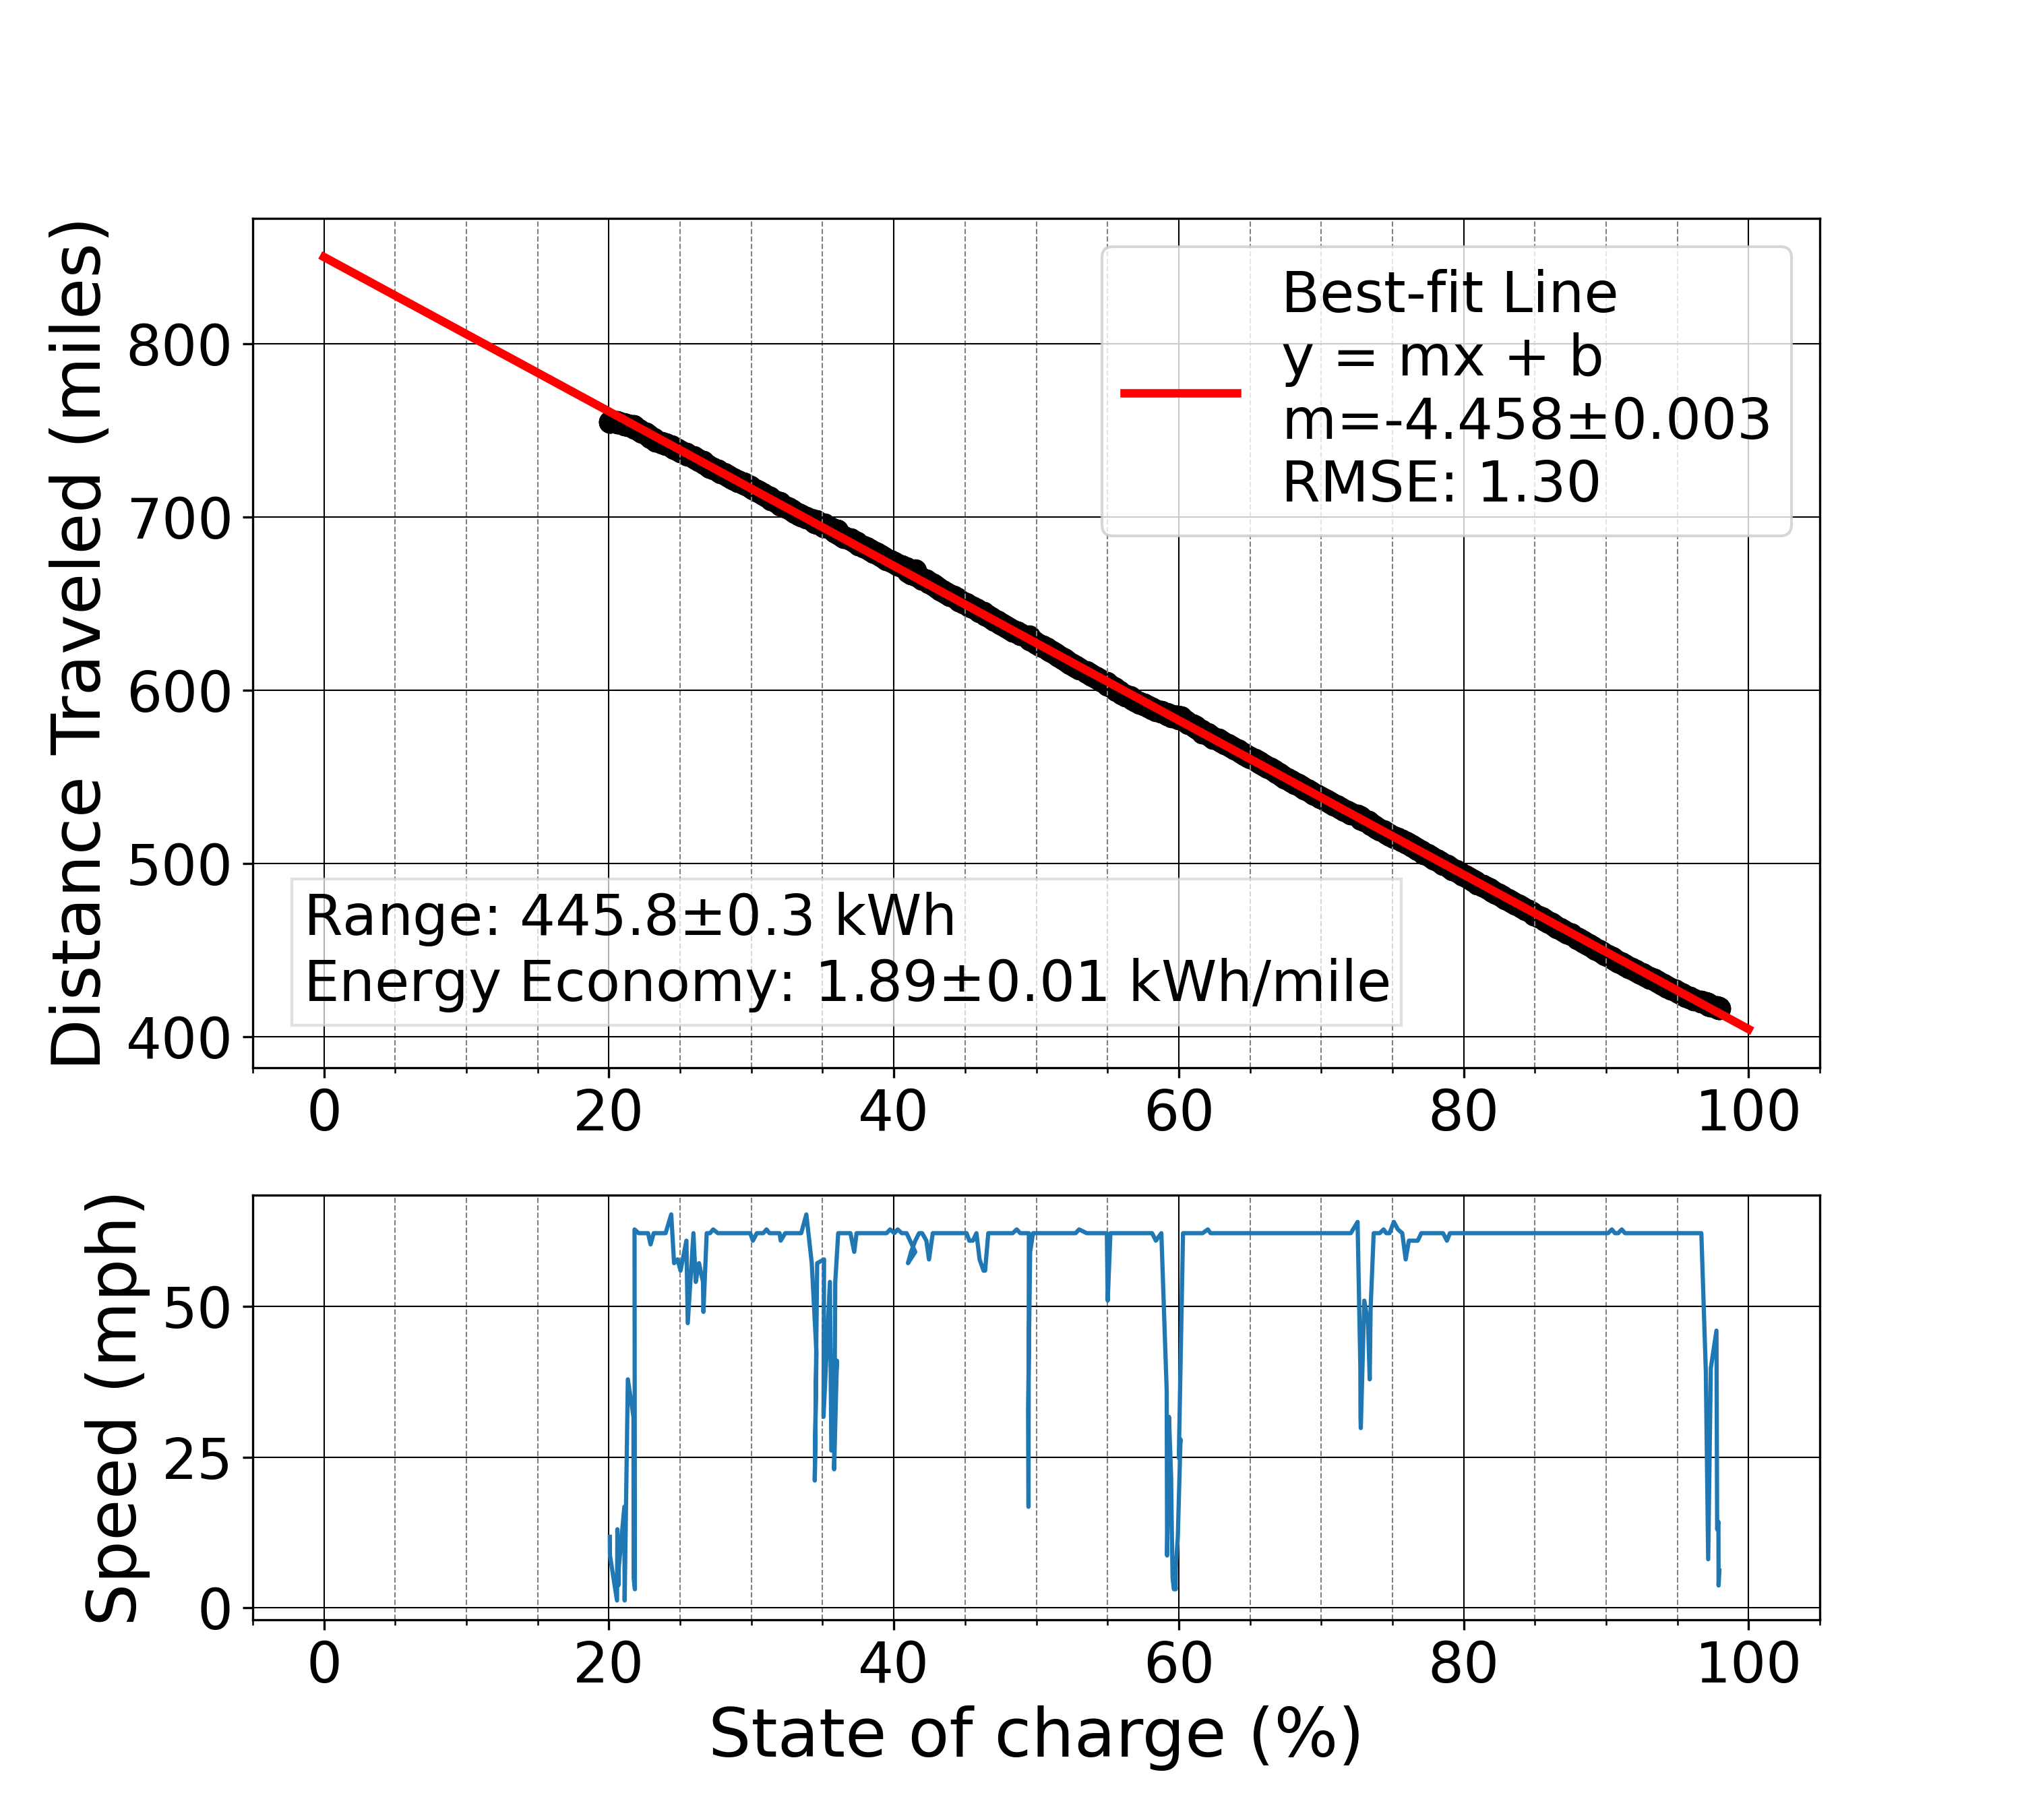 Distance Traveled (miles)
800
700
600
500
400
Best-fit Line
y = mx + b
m=-4.458±0.003
RMSE: 1.30
Range: 445.8±0.3 kWh
Energy Economy: 1.89±0.01 kWh/mile
0 20 40 60 80 100
Speed (mph)
50
25
0
0 20 40 60 80 100
State of charge (%)